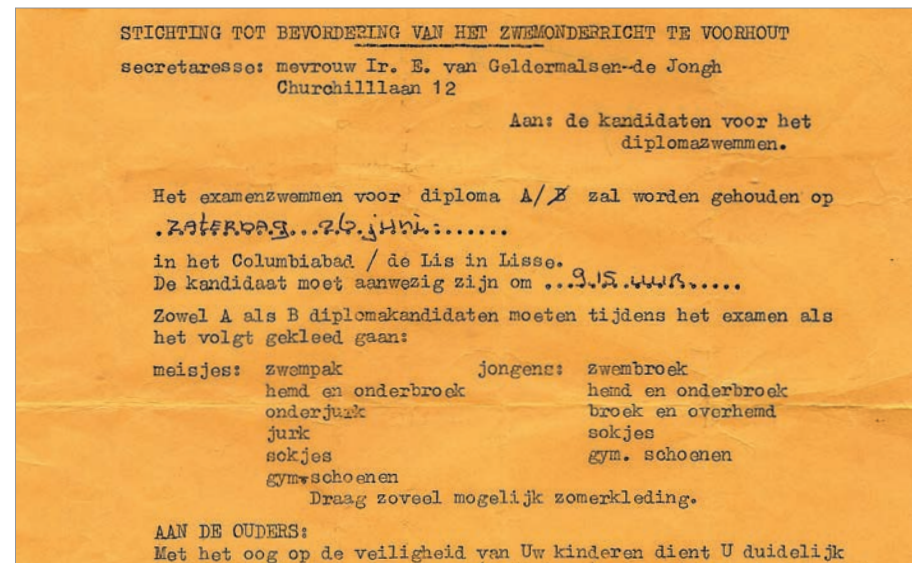 STICHTING TOT BEVORDERING VAN HET ZWEMONDERRICHT TE VOORHOUT
secretaresse: mevrouw Ir. E. van Geldermalsen-de Jongh
Churchilllaan 12
Aan: de kandidaten voor het
diplomazwemmen.
Het examenzwemmen voor diploma A/B zal worden gehouden op
.zaterdag...26.juni.......
in het Columbiabad / de Lis in Lisse.
De kandidaat moet aanwezig zijn om ...9.15.uur.....
Zowel A als B diplomakandidaten moeten tijdens het examen als
het volgt gekleed gaan:
meisjes: zwempak jongens: zwembroek
hemd en onderbroek hemd en onderbroek
onderjurk broek en overhemd
jurk sokjes
sokjes gym. schoenen
gym.schoenen
Draag zoveel mogelijk zomerkleding.
AAN DE OUDERS:
Met het oog op de veiligheid van Uw kinderen dient U duidelijk